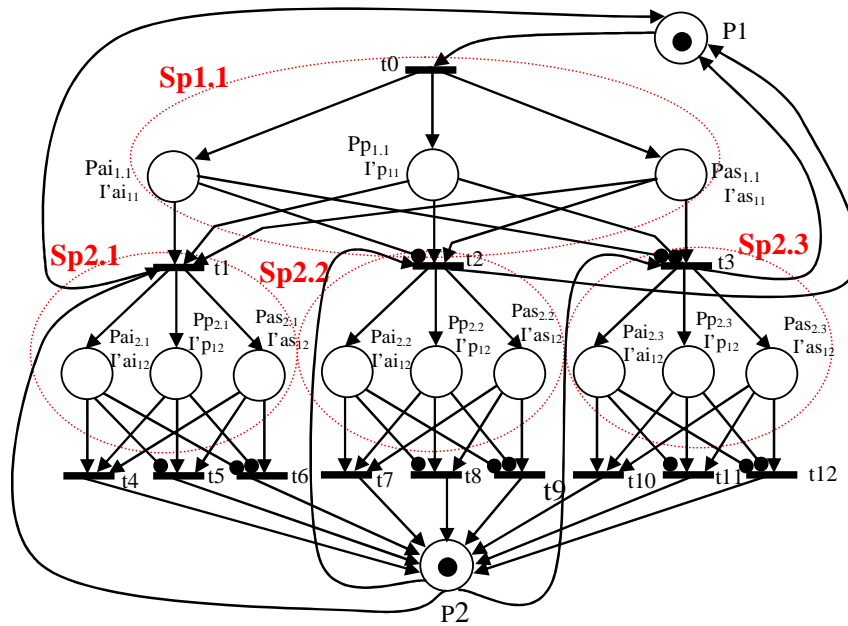 P1
t0
Sp1.1
Pai1.1
I'ai11
Pp1.1
I'p11
Pas1.1
I'as11
Sp2.1
t1
Sp2.2
t2
t3
Sp2.3
Pai2.1
I'ai12
Pp2.1
I'p12
Pas2.1
I'as12
Pai2.2
I'ai12
Pp2.2
I'p12
Pas2.2
I'as12
Pai2.3
I'ai12
Pp2.3
I'p12
Pas2.3
I'as12
t4
t5
t6
t7
t8
t9
t10
t11
t12
P2